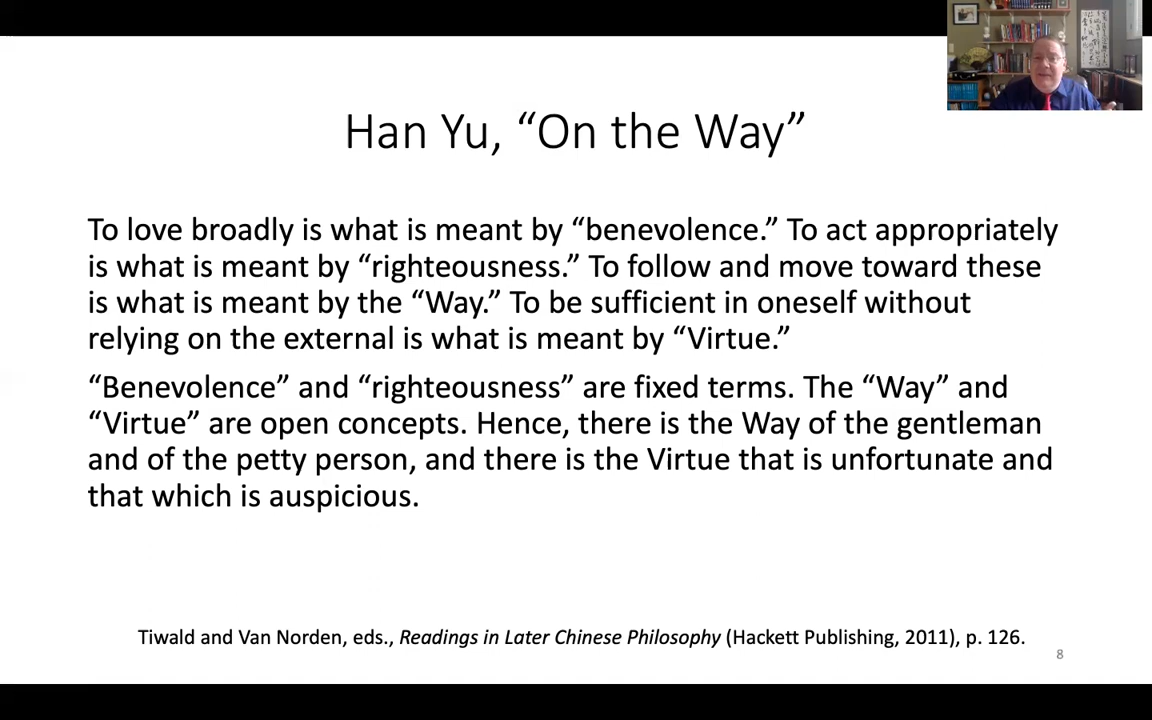 Han Yu, “On the Way”
To love broadly is what is meant by “benevolence.” To act appropriately
is what is meant by “righteousness.” To follow and move toward these
is what is meant by the “Way.” To be sufficient in oneself without
relying on the external is what is meant by “Virtue.”
“Benevolence” and “righteousness” are fixed terms. The “Way” and
“Virtue” are open concepts. Hence, there is the Way of the gentleman
and of the petty person, and there is the Virtue that is unfortunate and
that which is auspicious.
Tiwald and Van Norden, eds., Readings in Later Chinese Philosophy (Hackett Publishing, 2011), p. 126.
8